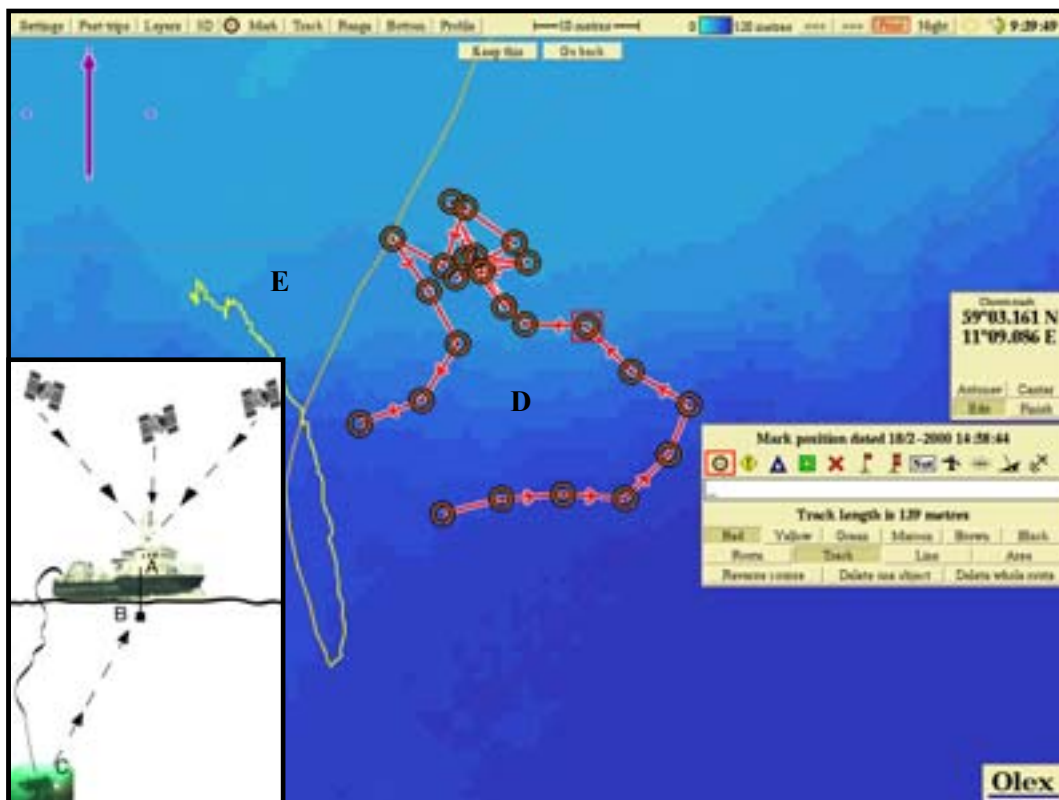 Settings Past trips Layers 3D Mark Track Range Bottom Profile 10 metres 0 120 metres --- --- Night 9:39:49
Keep this Go back
E
59°03.161 N
11°09.086 E
Automer Center
Edit Finish
D
Mark position dated 18/2-2000 14:58:44
Nat
Track length is 139 metres
Red Yellow Green Maroon Brown Black
Route Track Line Area
Reverse course Delete one object Delete whole route
A
B
C
Olex